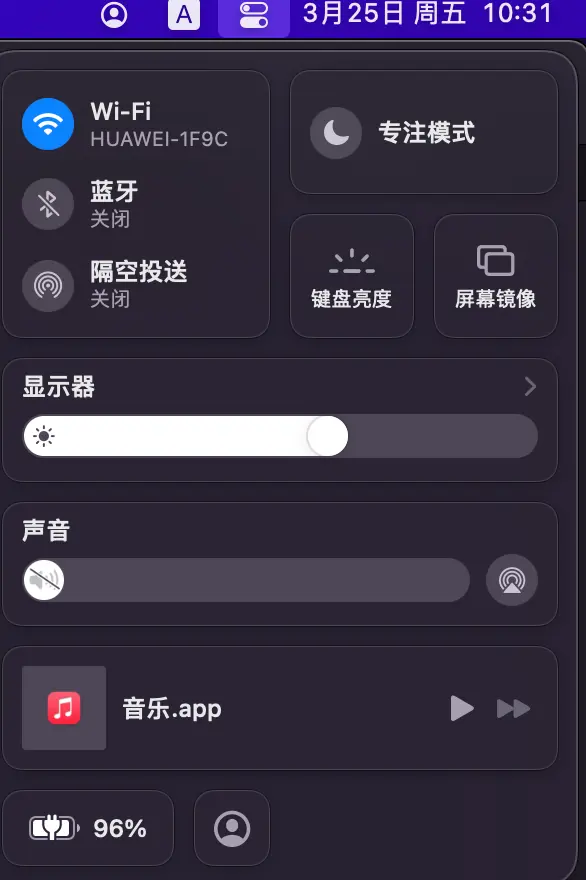 A 3月25日 周五 10:31
Wi-Fi
HUAWEI-1F9C
蓝牙
关闭
隔空投送
关闭
专注模式
键盘亮度
屏幕镜像
显示器
声音
音乐.app
96%